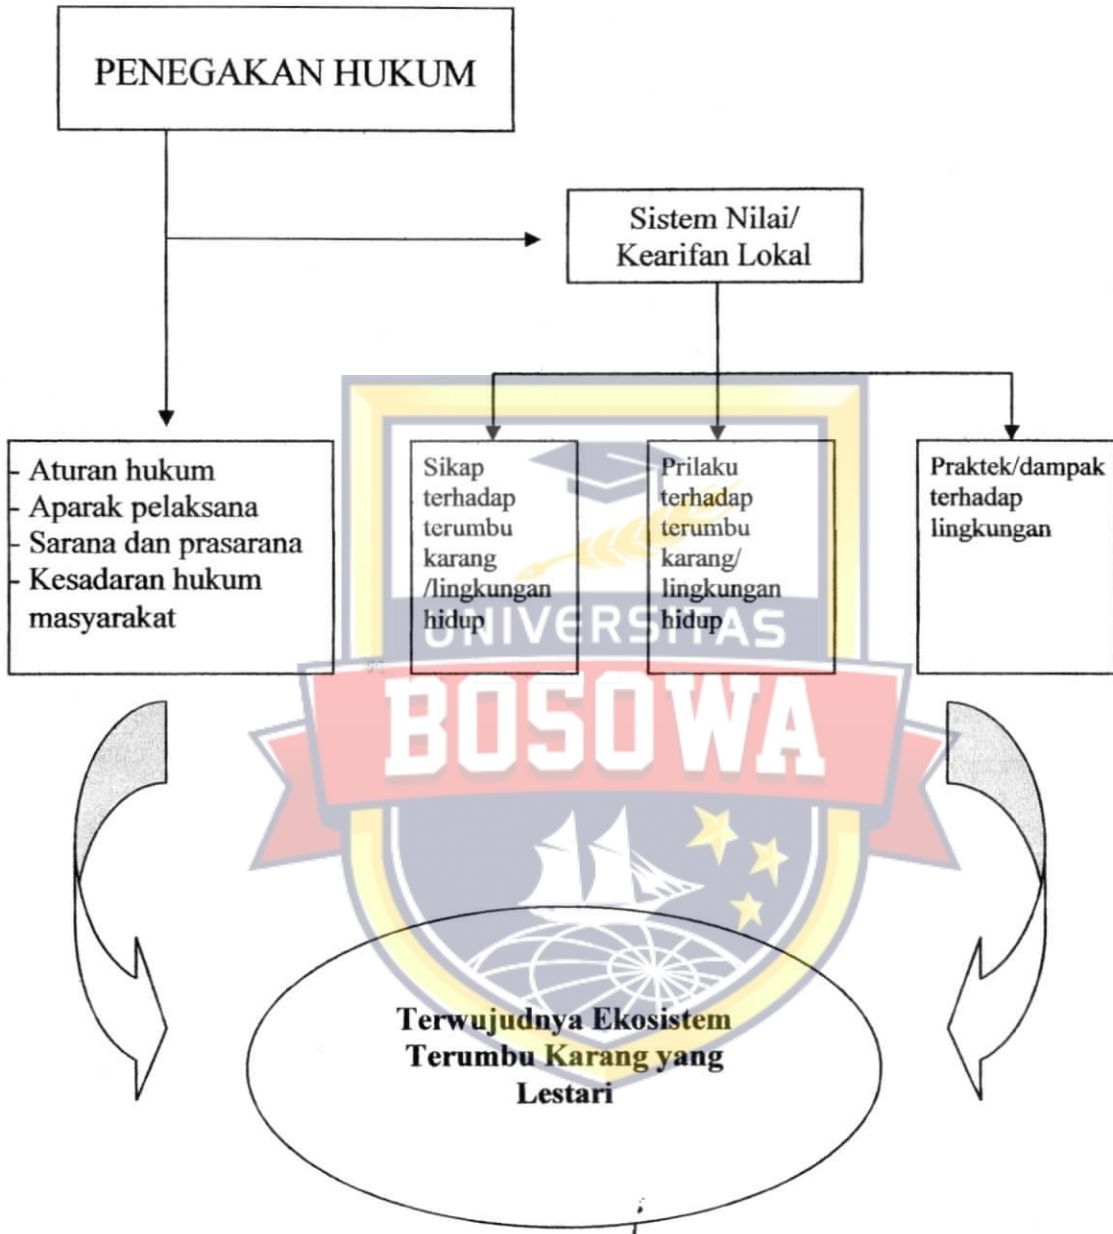 PENEGAKAN HUKUM
Sistem Nilai/
Kearifan Lokal
- Aturan hukum
- Aparak pelaksana
- Sarana dan prasarana
- Kesadaran hukum
masyarakat
Sikap
terhadap
terumbu
karang
/lingkungan
hidup
Prilaku
terhadap
terumbu
karang/
lingkungan
hidup
Praktek/dampak
terhadap
lingkungan
UNIVERSITAS
BOSOWA
Terwujudnya Ekosistem
Terumbu Karang yang
Lestari